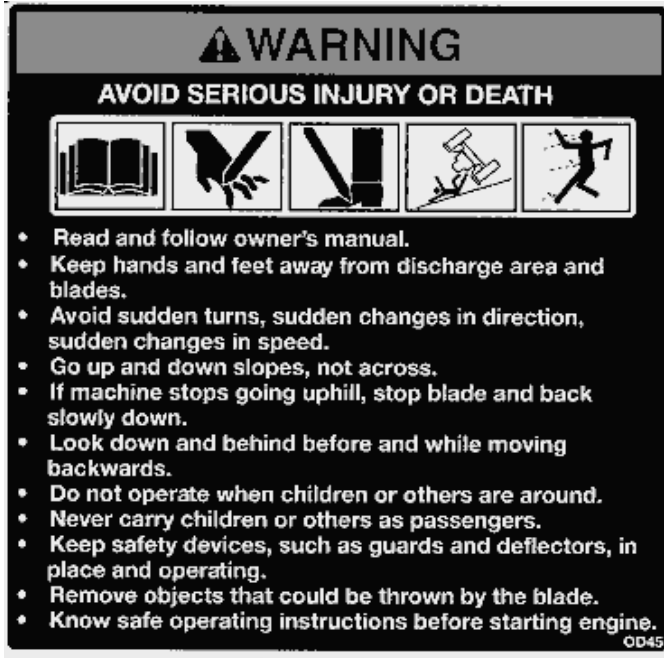 WARNING
AVOID SERIOUS INJURY OR DEATH
• Read and follow owner's manual.
• Keep hands and feet away from discharge area and
blades.
• Avoid sudden turns, sudden changes in direction,
sudden changes in speed.
• Go up and down slopes, not across.
• If machine stops going uphill, stop blade and back
slowly down.
• Look down and behind before and while moving
backwards.
• Do not operate when children or others are around.
• Never carry children or others as passengers.
• Keep safety devices, such as guards and deflectors, in
place and operating.
• Remove objects that could be thrown by the blade.
• Know safe operating instructions before starting engine.
OD45